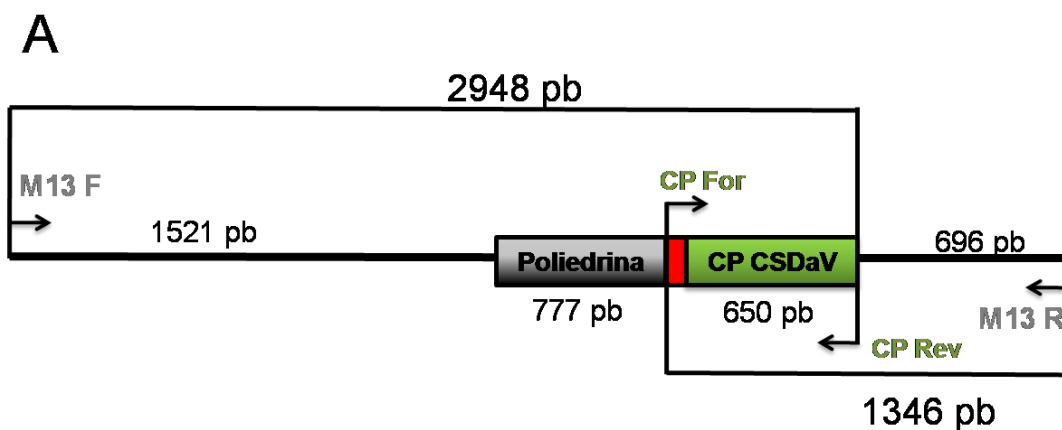 A
2948 pb
M13 F
CP For
1521 pb
Poliedrina
CP CSDaV
696 pb
777 pb
650 pb
M13 R
CP Rev
1346 pb